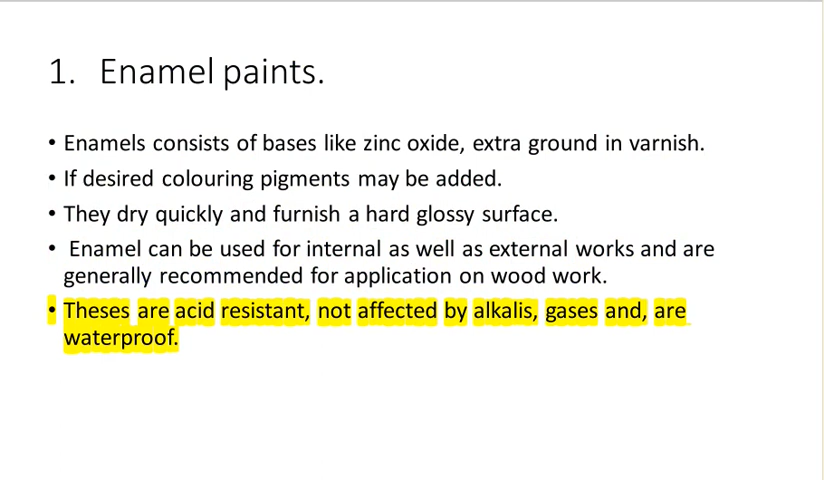 1. Enamel paints.
• Enamels consists of bases like zinc oxide, extra ground in varnish.
• If desired colouring pigments may be added.
• They dry quickly and furnish a hard glossy surface.
• Enamel can be used for internal as well as external works and are
generally recommended for application on wood work.
• Theses are acid resistant, not affected by alkalis, gases and, are
waterproof.